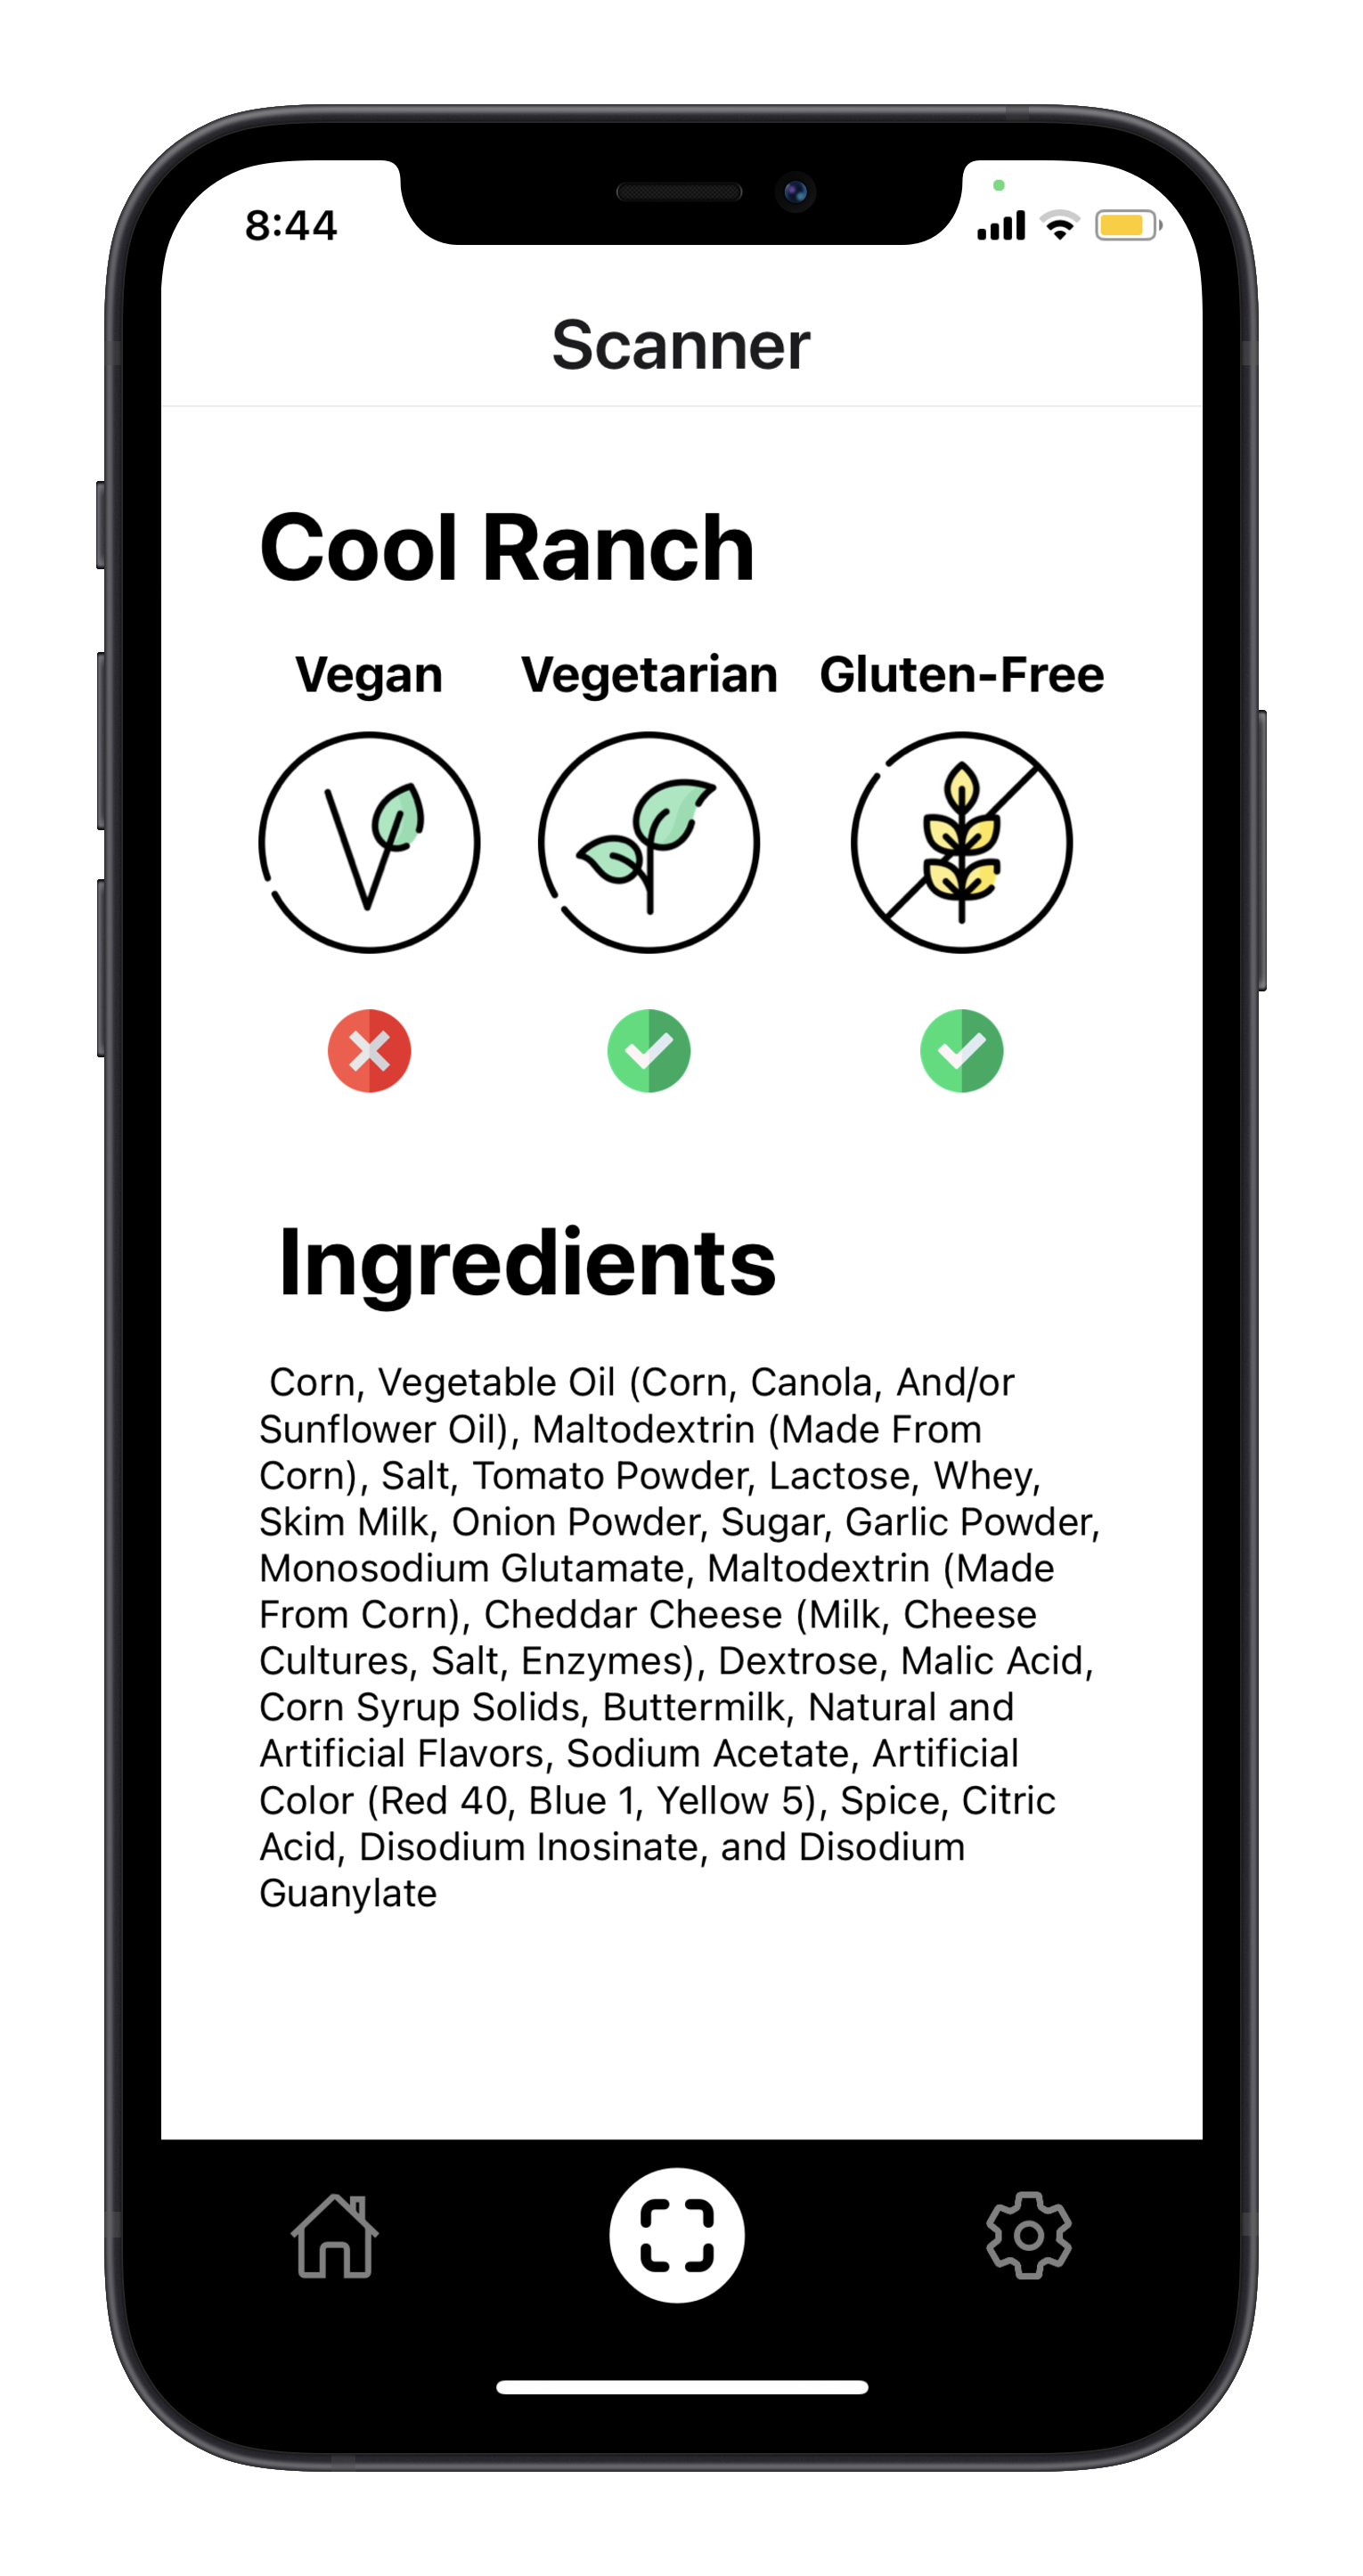 8:44
Scanner
Cool Ranch
Vegan Vegetarian Gluten-Free
Ingredients
Corn, Vegetable Oil (Corn, Canola, And/or
Sunflower Oil), Maltodextrin (Made From
Corn), Salt, Tomato Powder, Lactose, Whey,
Skim Milk, Onion Powder, Sugar, Garlic Powder,
Monosodium Glutamate, Maltodextrin (Made
From Corn), Cheddar Cheese (Milk, Cheese
Cultures, Salt, Enzymes), Dextrose, Malic Acid,
Corn Syrup Solids, Buttermilk, Natural and
Artificial Flavors, Sodium Acetate, Artificial
Color (Red 40, Blue 1, Yellow 5), Spice, Citric
Acid, Disodium Inosinate, and Disodium
Guanylate